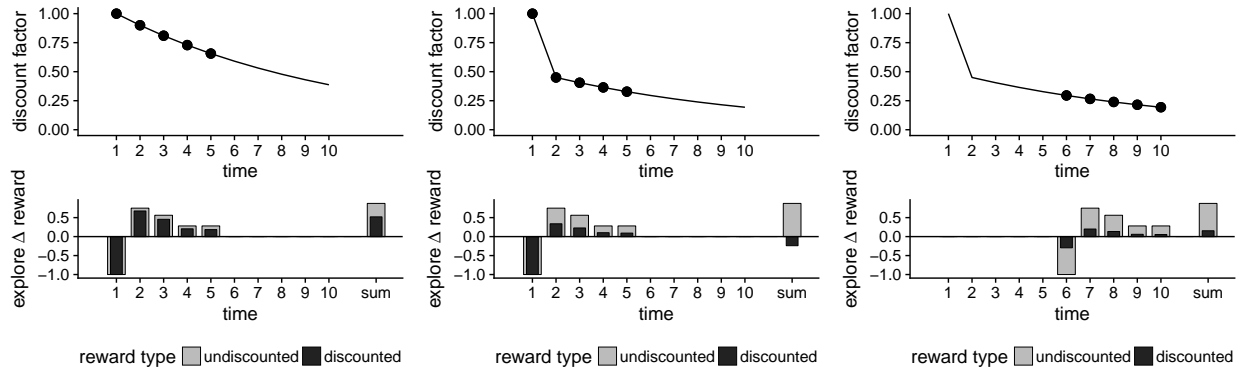 discount factor
1.00
0.75
0.50
0.25
0.00
1 2 3 4 5 6 7 8 9 10
time
explore Δ reward
0.5
0.0
−0.5
−1.0
1 2 3 4 5 6 7 8 9 10 sum
time
reward type undiscounted discounted
discount factor
1.00
0.75
0.50
0.25
0.00
1 2 3 4 5 6 7 8 9 10
time
explore Δ reward
0.5
0.0
−0.5
−1.0
1 2 3 4 5 6 7 8 9 10 sum
time
reward type undiscounted discounted
discount factor
1.00
0.75
0.50
0.25
0.00
1 2 3 4 5 6 7 8 9 10
time
explore Δ reward
0.5
0.0
−0.5
−1.0
1 2 3 4 5 6 7 8 9 10 sum
time
reward type undiscounted discounted